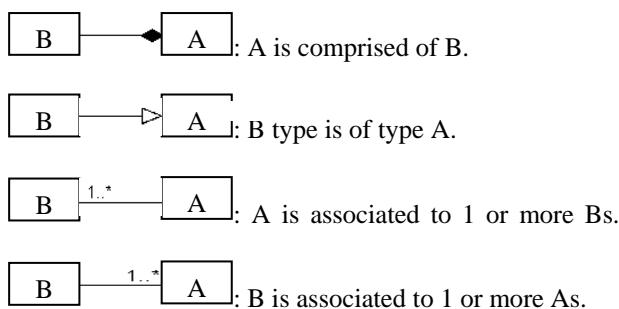 B A : A is comprised of B.
B A : B type is of type A.
B 1..* A : A is associated to 1 or more Bs.
B 1..* A : B is associated to 1 or more As.